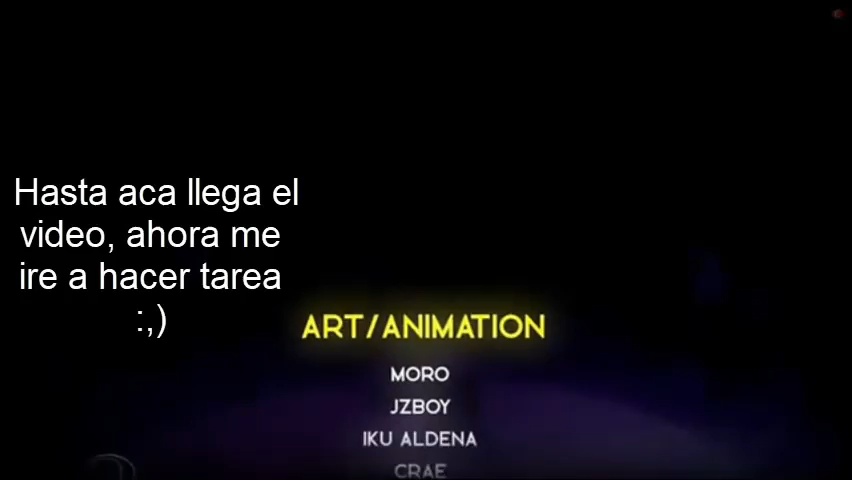 Hasta aca llega el
video, ahora me
ire a hacer tarea
:,)
ART/ANIMATION
MORO
JZBOY
IKU ALDENA
CRAE